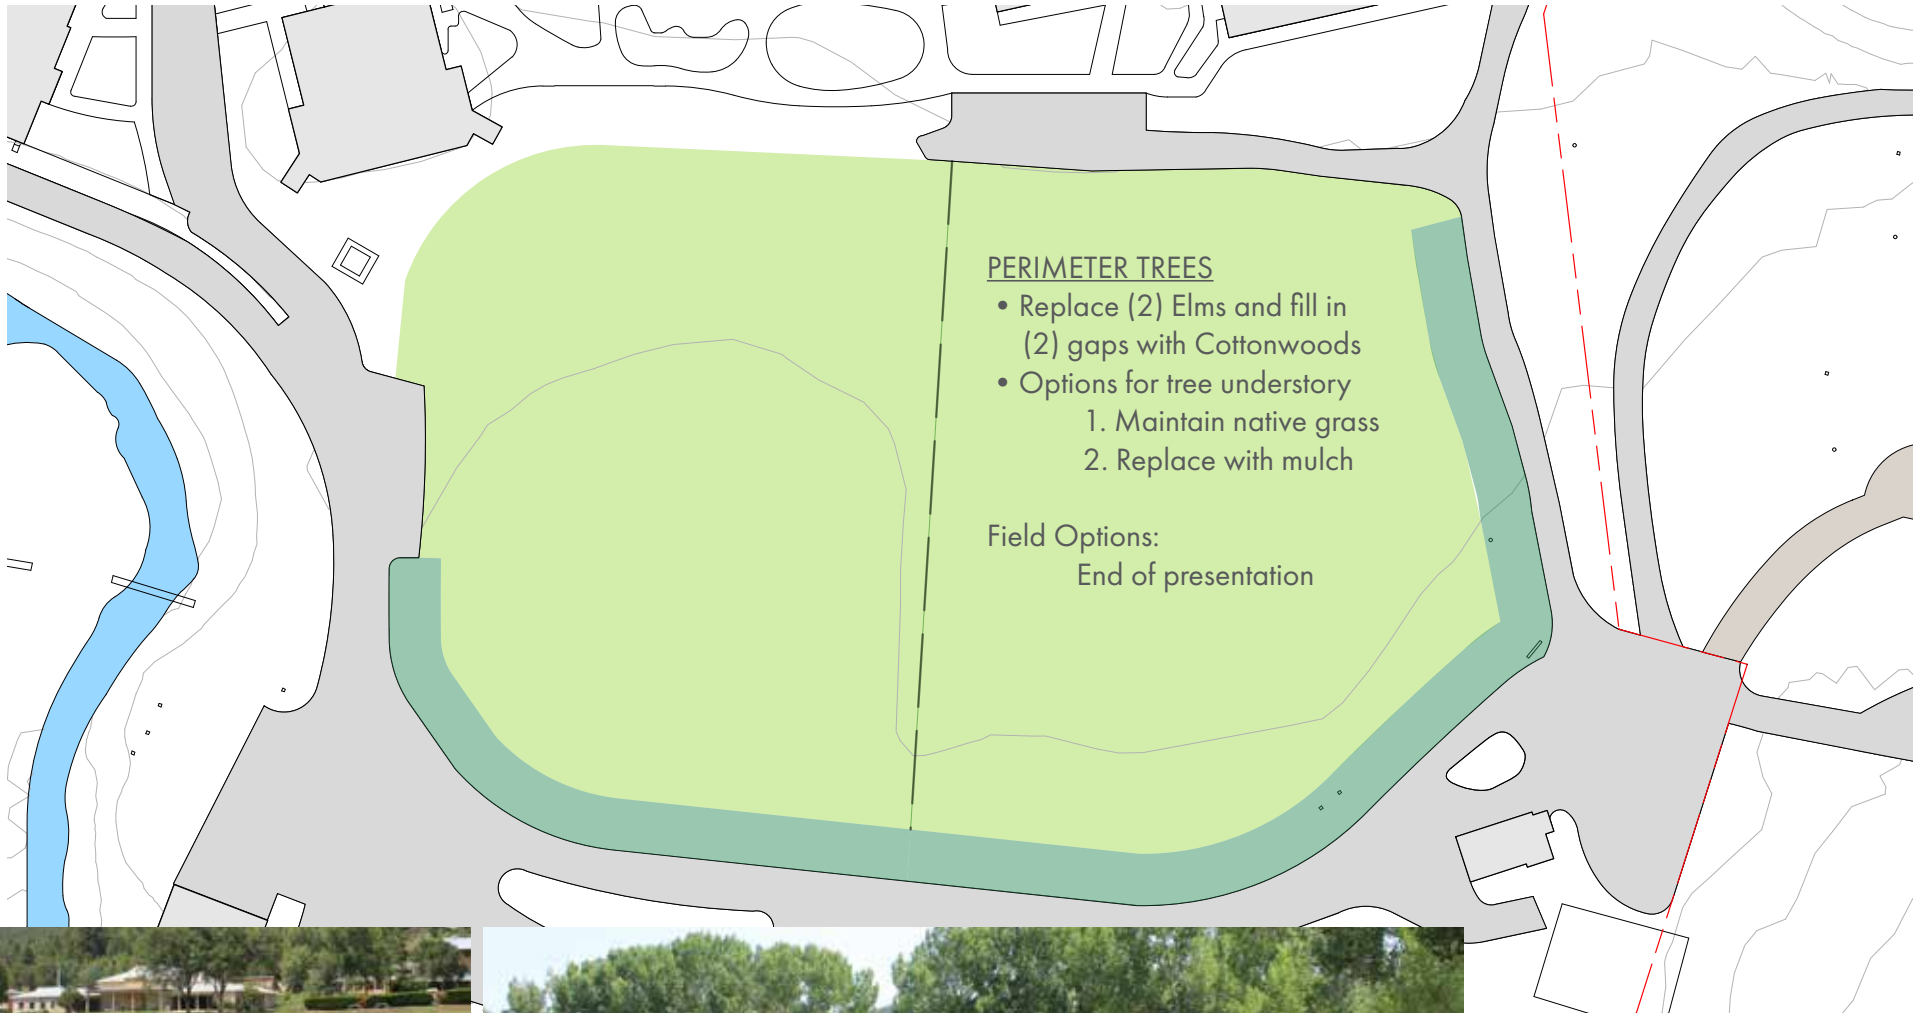 PERIMETER TREES
• Replace (2) Elms and fill in
(2) gaps with Cottonwoods
• Options for tree understory
1. Maintain native grass
2. Replace with mulch
Field Options:
End of presentation